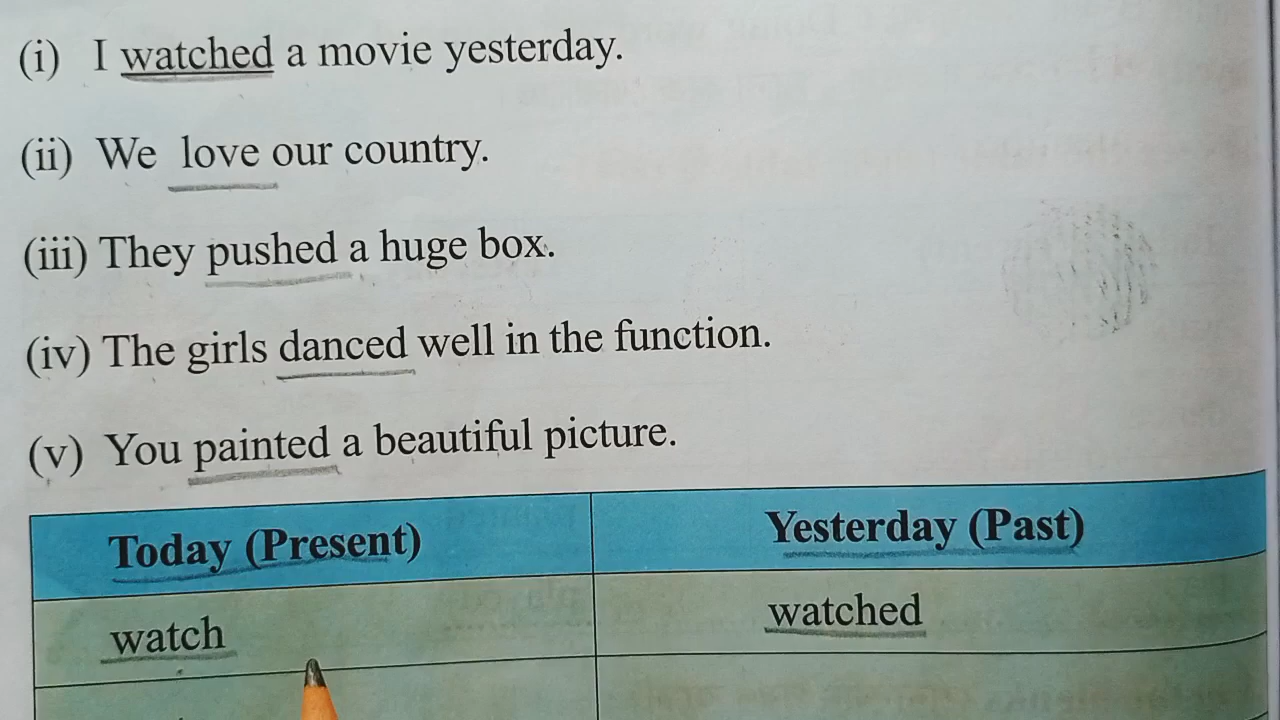 (i) I watched a movie yesterday.
(ii) We love our country.
(iii) They pushed a huge box.
(iv) The girls danced well in the function.
(v) You painted a beautiful picture.
Today (Present) Yesterday (Past)
watch watched